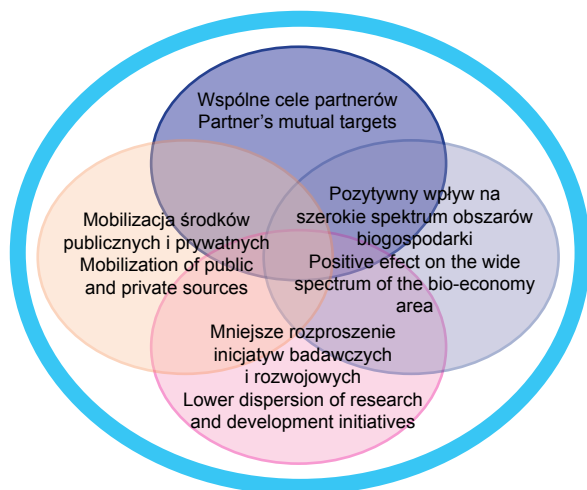 Wspólne cele partnerów
Partner's mutual targets
Mobilizacja środków
publicznych i prywatnych
Mobilization of public
and private sources
Pozytywny wpływ na
szerokie spektrum obszarów
biogospodarki
Positive efect on the wide
spectrum of the bio-economy
area
Mniejsze rozproszenie
inicjatyw badawczych
i rozwojowych
Lower dispersion of research
and development initiatives